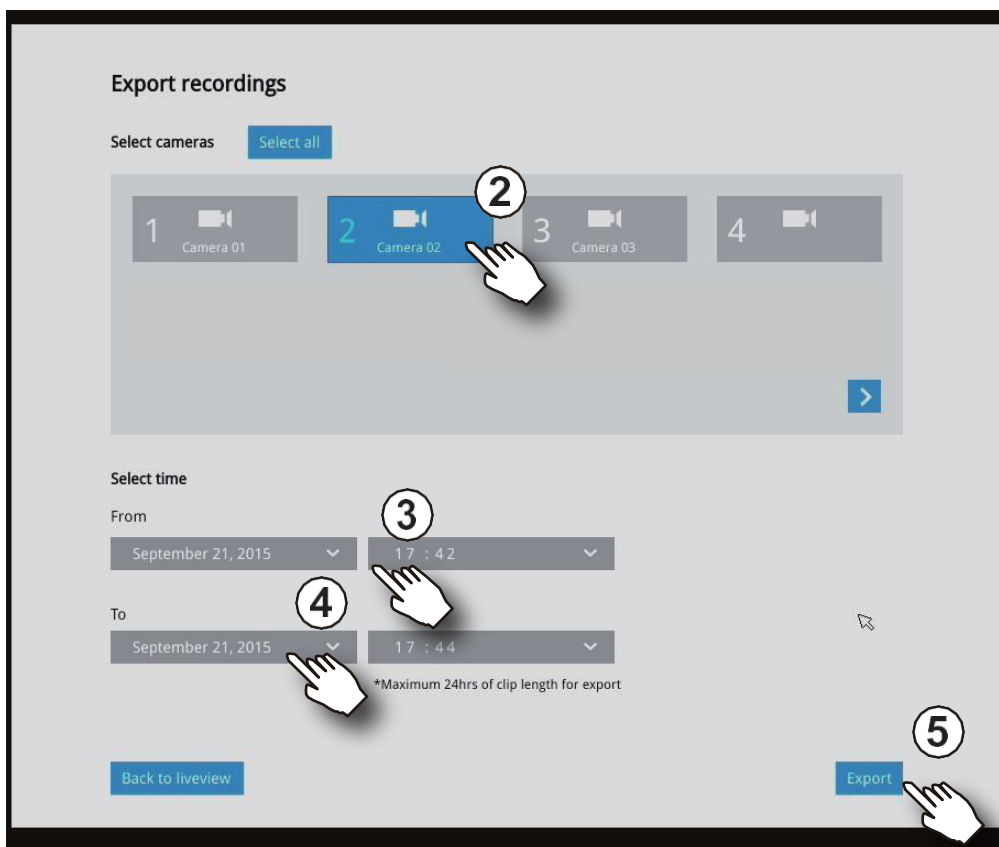 Export recordings
Select cameras Select all
2
1 Camera 01
2 Camera 02
3 Camera 03
4
Select time
From
3
September 21, 2015 17 : 42
4
To
September 21, 2015 17 : 44
*Maximum 24hrs of clip length for export
5
Back to liveview Export